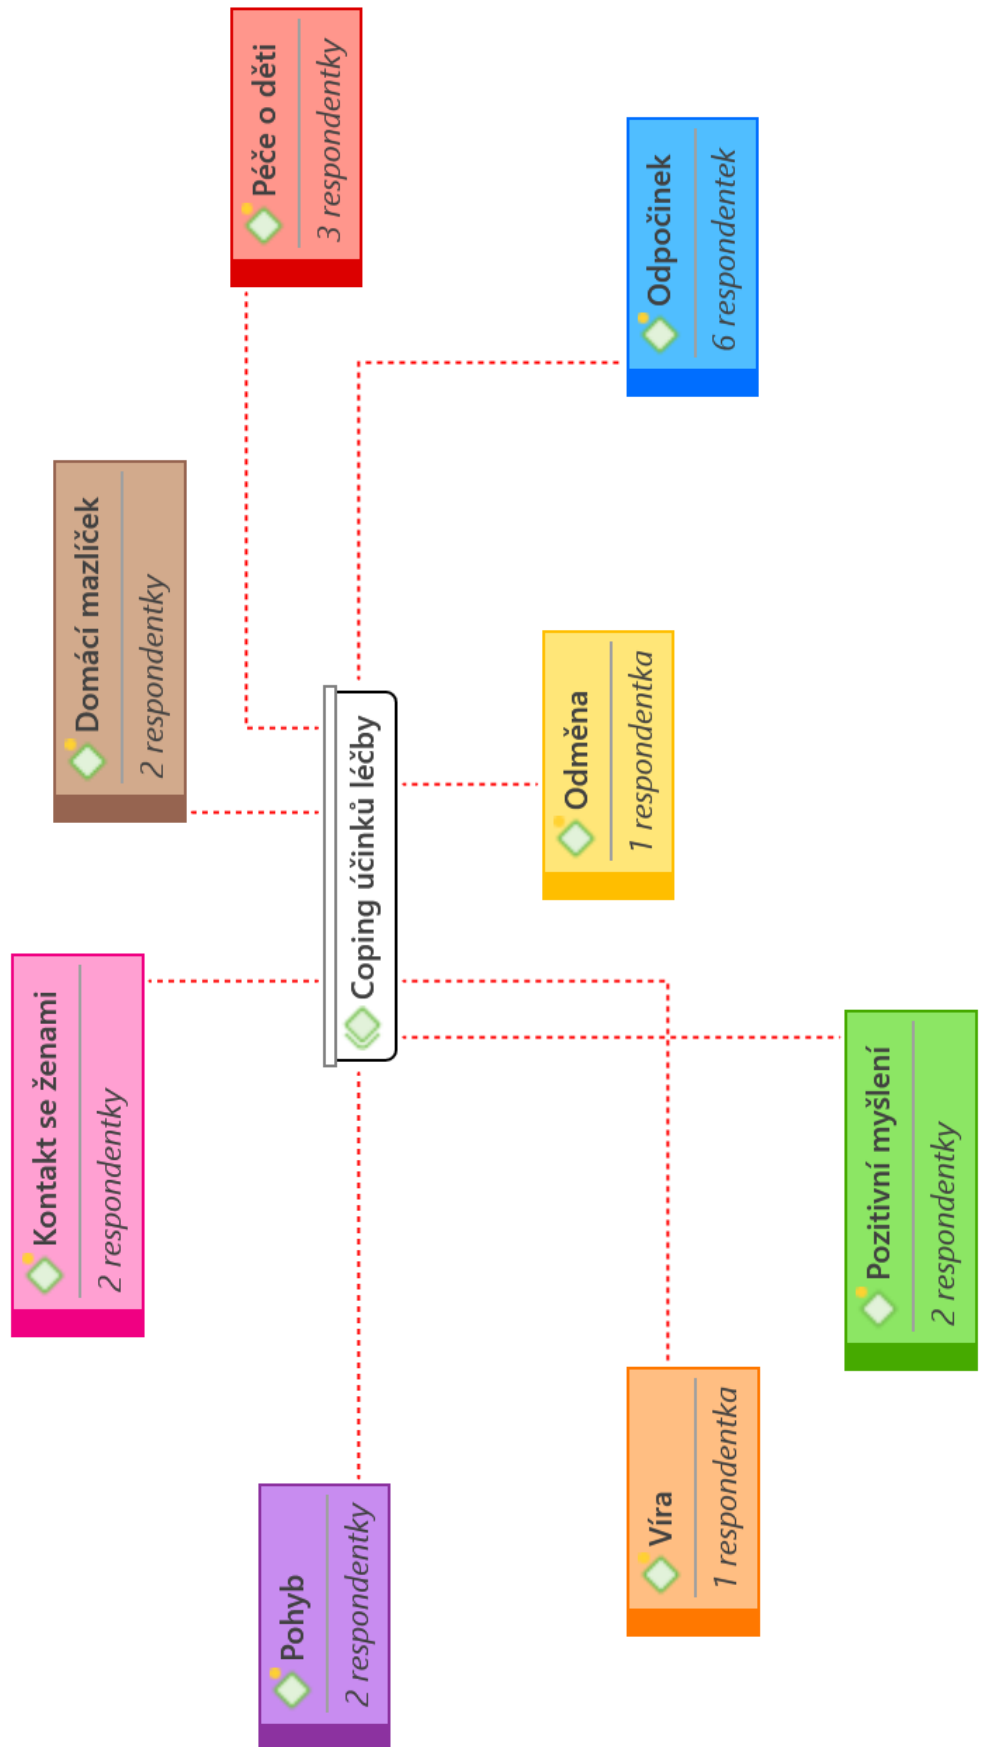 Kontakt se ženami
2 respondentky
Domácí mazlíček
2 respondentky
Péče o děti
3 respondentky
Pohyb
2 respondentky
Coping účinků léčby
Odměna
1 respondentka
Odpočinek
6 respondentek
Víra
1 respondentka
Pozitivní myšlení
2 respondentky